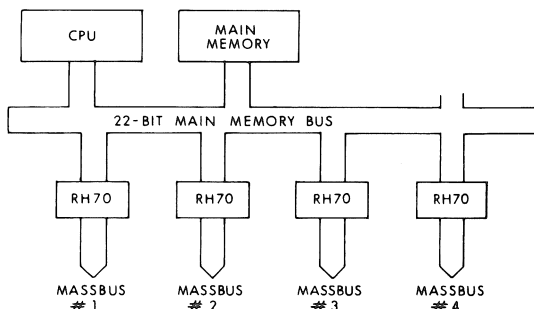 CPU
MAIN
MEMORY
22-BIT MAIN MEMORY BUS
RH70
RH70
RH70
RH70
MASSBUS
#1
MASSBUS
#2
MASSBUS
#3
MASSBUS
#4